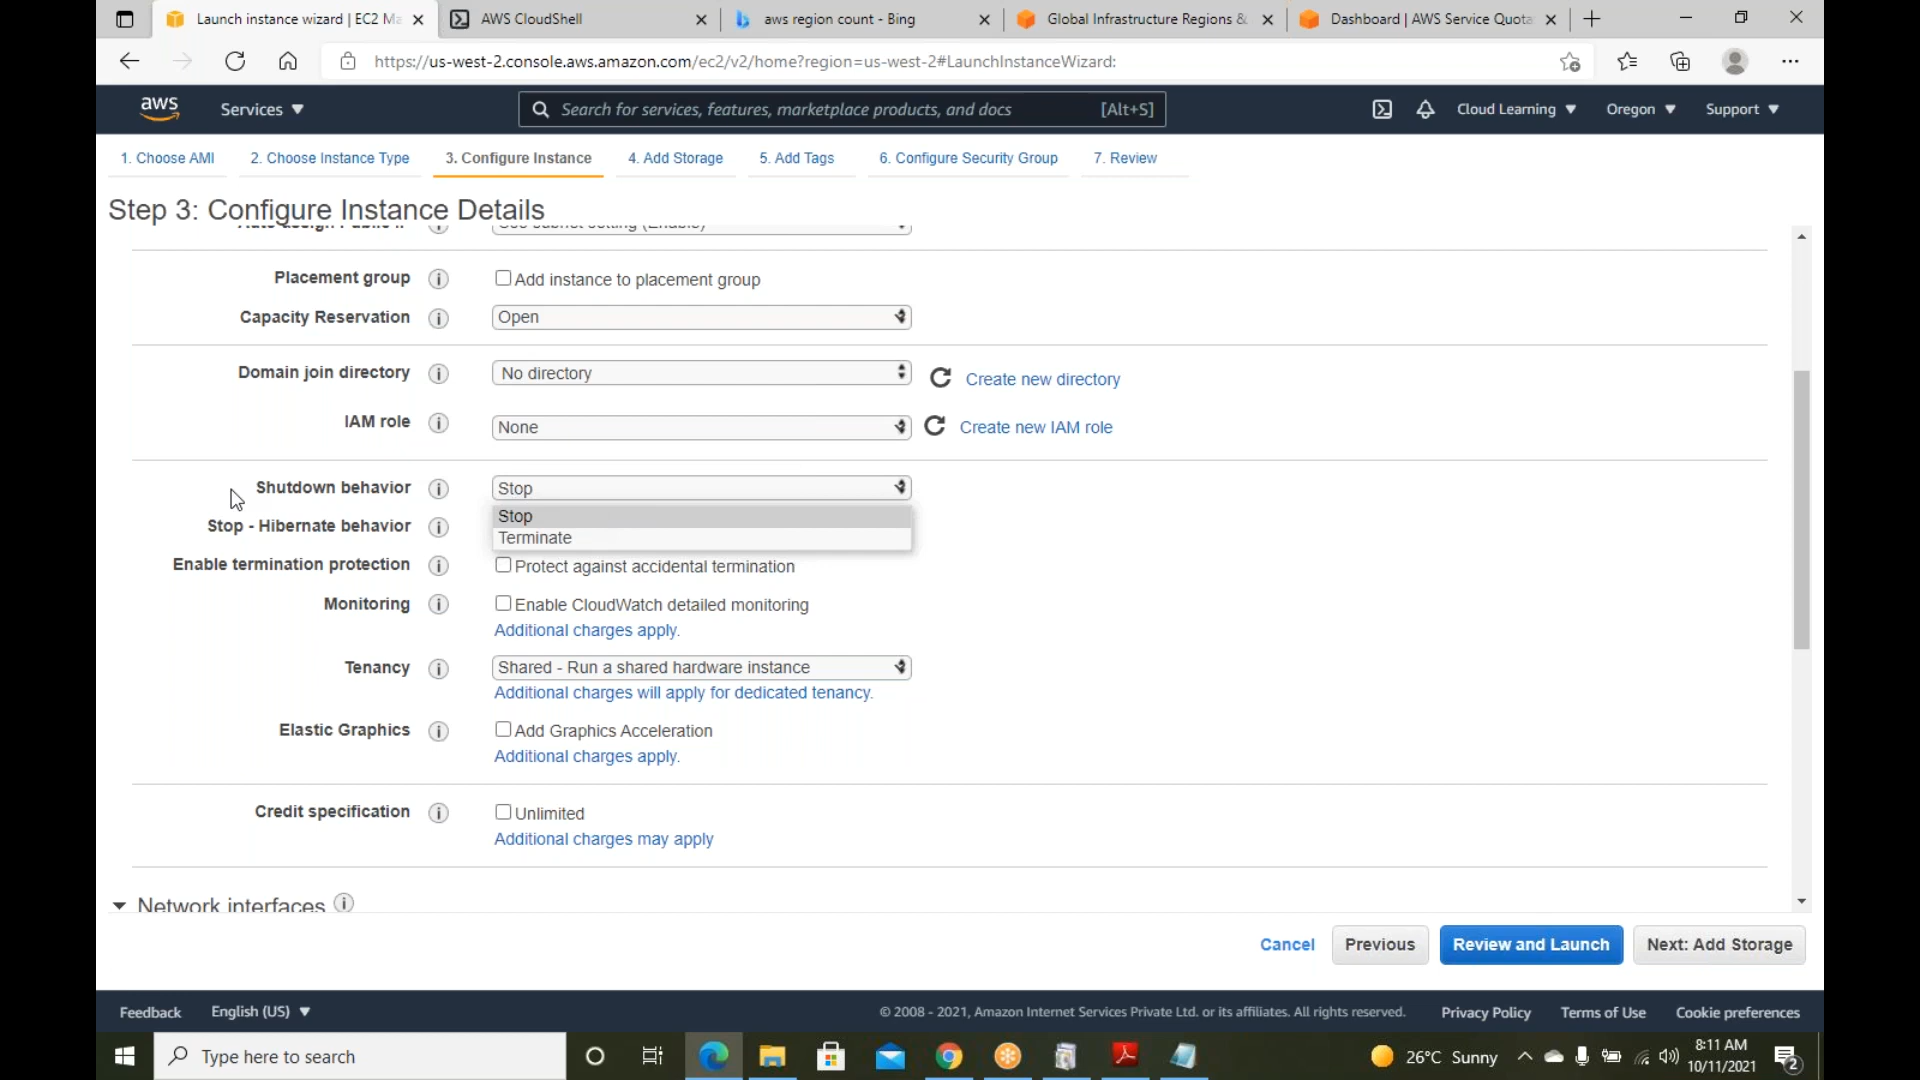 Launch instance wizard | EC2 Ma
AWS CloudShell
aws region count - Bing
Global Infrastructure Regions &
Dashboard | AWS Service Quota
https://us-west-2.console.aws.amazon.com/ec2/v2/home?region=us-west-2#LaunchInstanceWizard:
aws
Services
Search for services, features, marketplace products, and docs
[Alt+S]
Cloud Learning
Oregon
Support
1. Choose AMI
2. Choose Instance Type
3. Configure Instance
4. Add Storage
5. Add Tags
6. Configure Security Group
7. Review
Step 3: Configure Instance Details
Auto-assign Public IP
Use subnet setting (Enable)
Placement group
Add instance to placement group
Capacity Reservation
Open
Domain join directory
No directory
Create new directory
IAM role
None
Create new IAM role
Shutdown behavior
Stop
Stop
Stop - Hibernate behavior
Terminate
Enable termination protection
Protect against accidental termination
Monitoring
Enable CloudWatch detailed monitoring
Additional charges apply.
Tenancy
Shared - Run a shared hardware instance
Additional charges will apply for dedicated tenancy.
Elastic Graphics
Add Graphics Acceleration
Additional charges apply.
Credit specification
Unlimited
Additional charges may apply
Network interfaces
Cancel
Previous
Review and Launch
Next: Add Storage
Feedback
English (US)
© 2008 - 2021, Amazon Internet Services Private Ltd. or its affiliates. All rights reserved.
Privacy Policy
Terms of Use
Cookie preferences
Type here to search
26°C Sunny
8:11 AM
10/11/2021
2